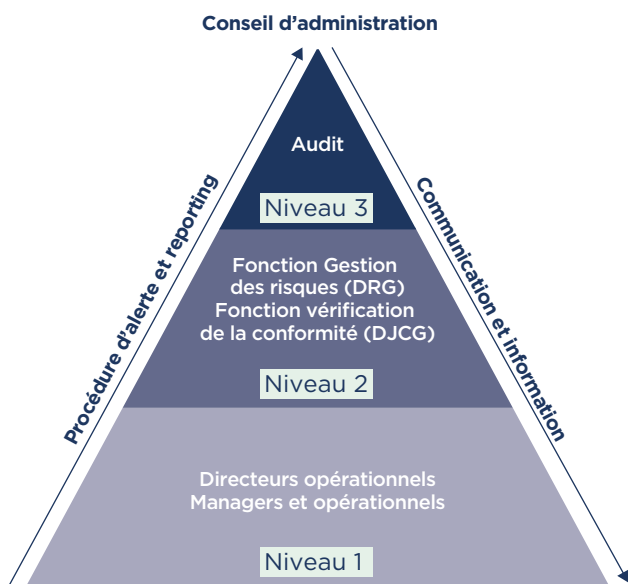 Conseil d'administration
Procédure d'alerte et reporting
Communication et information
Audit
Niveau 3
Fonction Gestion
des risques (DRG)
Fonction vérification
de la conformité (DJCG)
Niveau 2
Directeurs opérationnels
Managers et opérationnels
Niveau 1